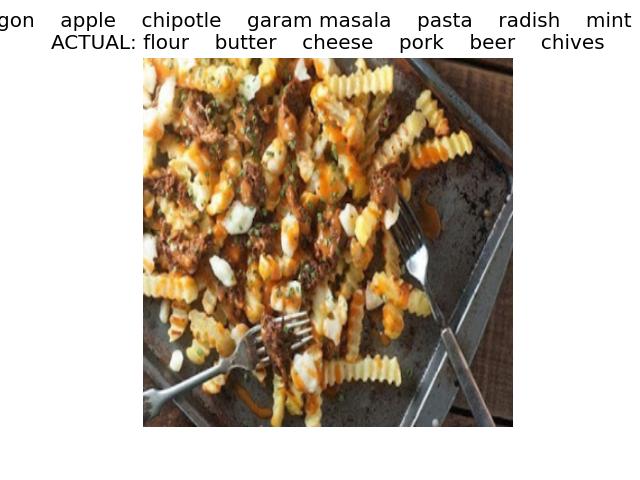 gon apple chipotle garam masala pasta radish mint
ACTUAL: flour butter cheese pork beer chives